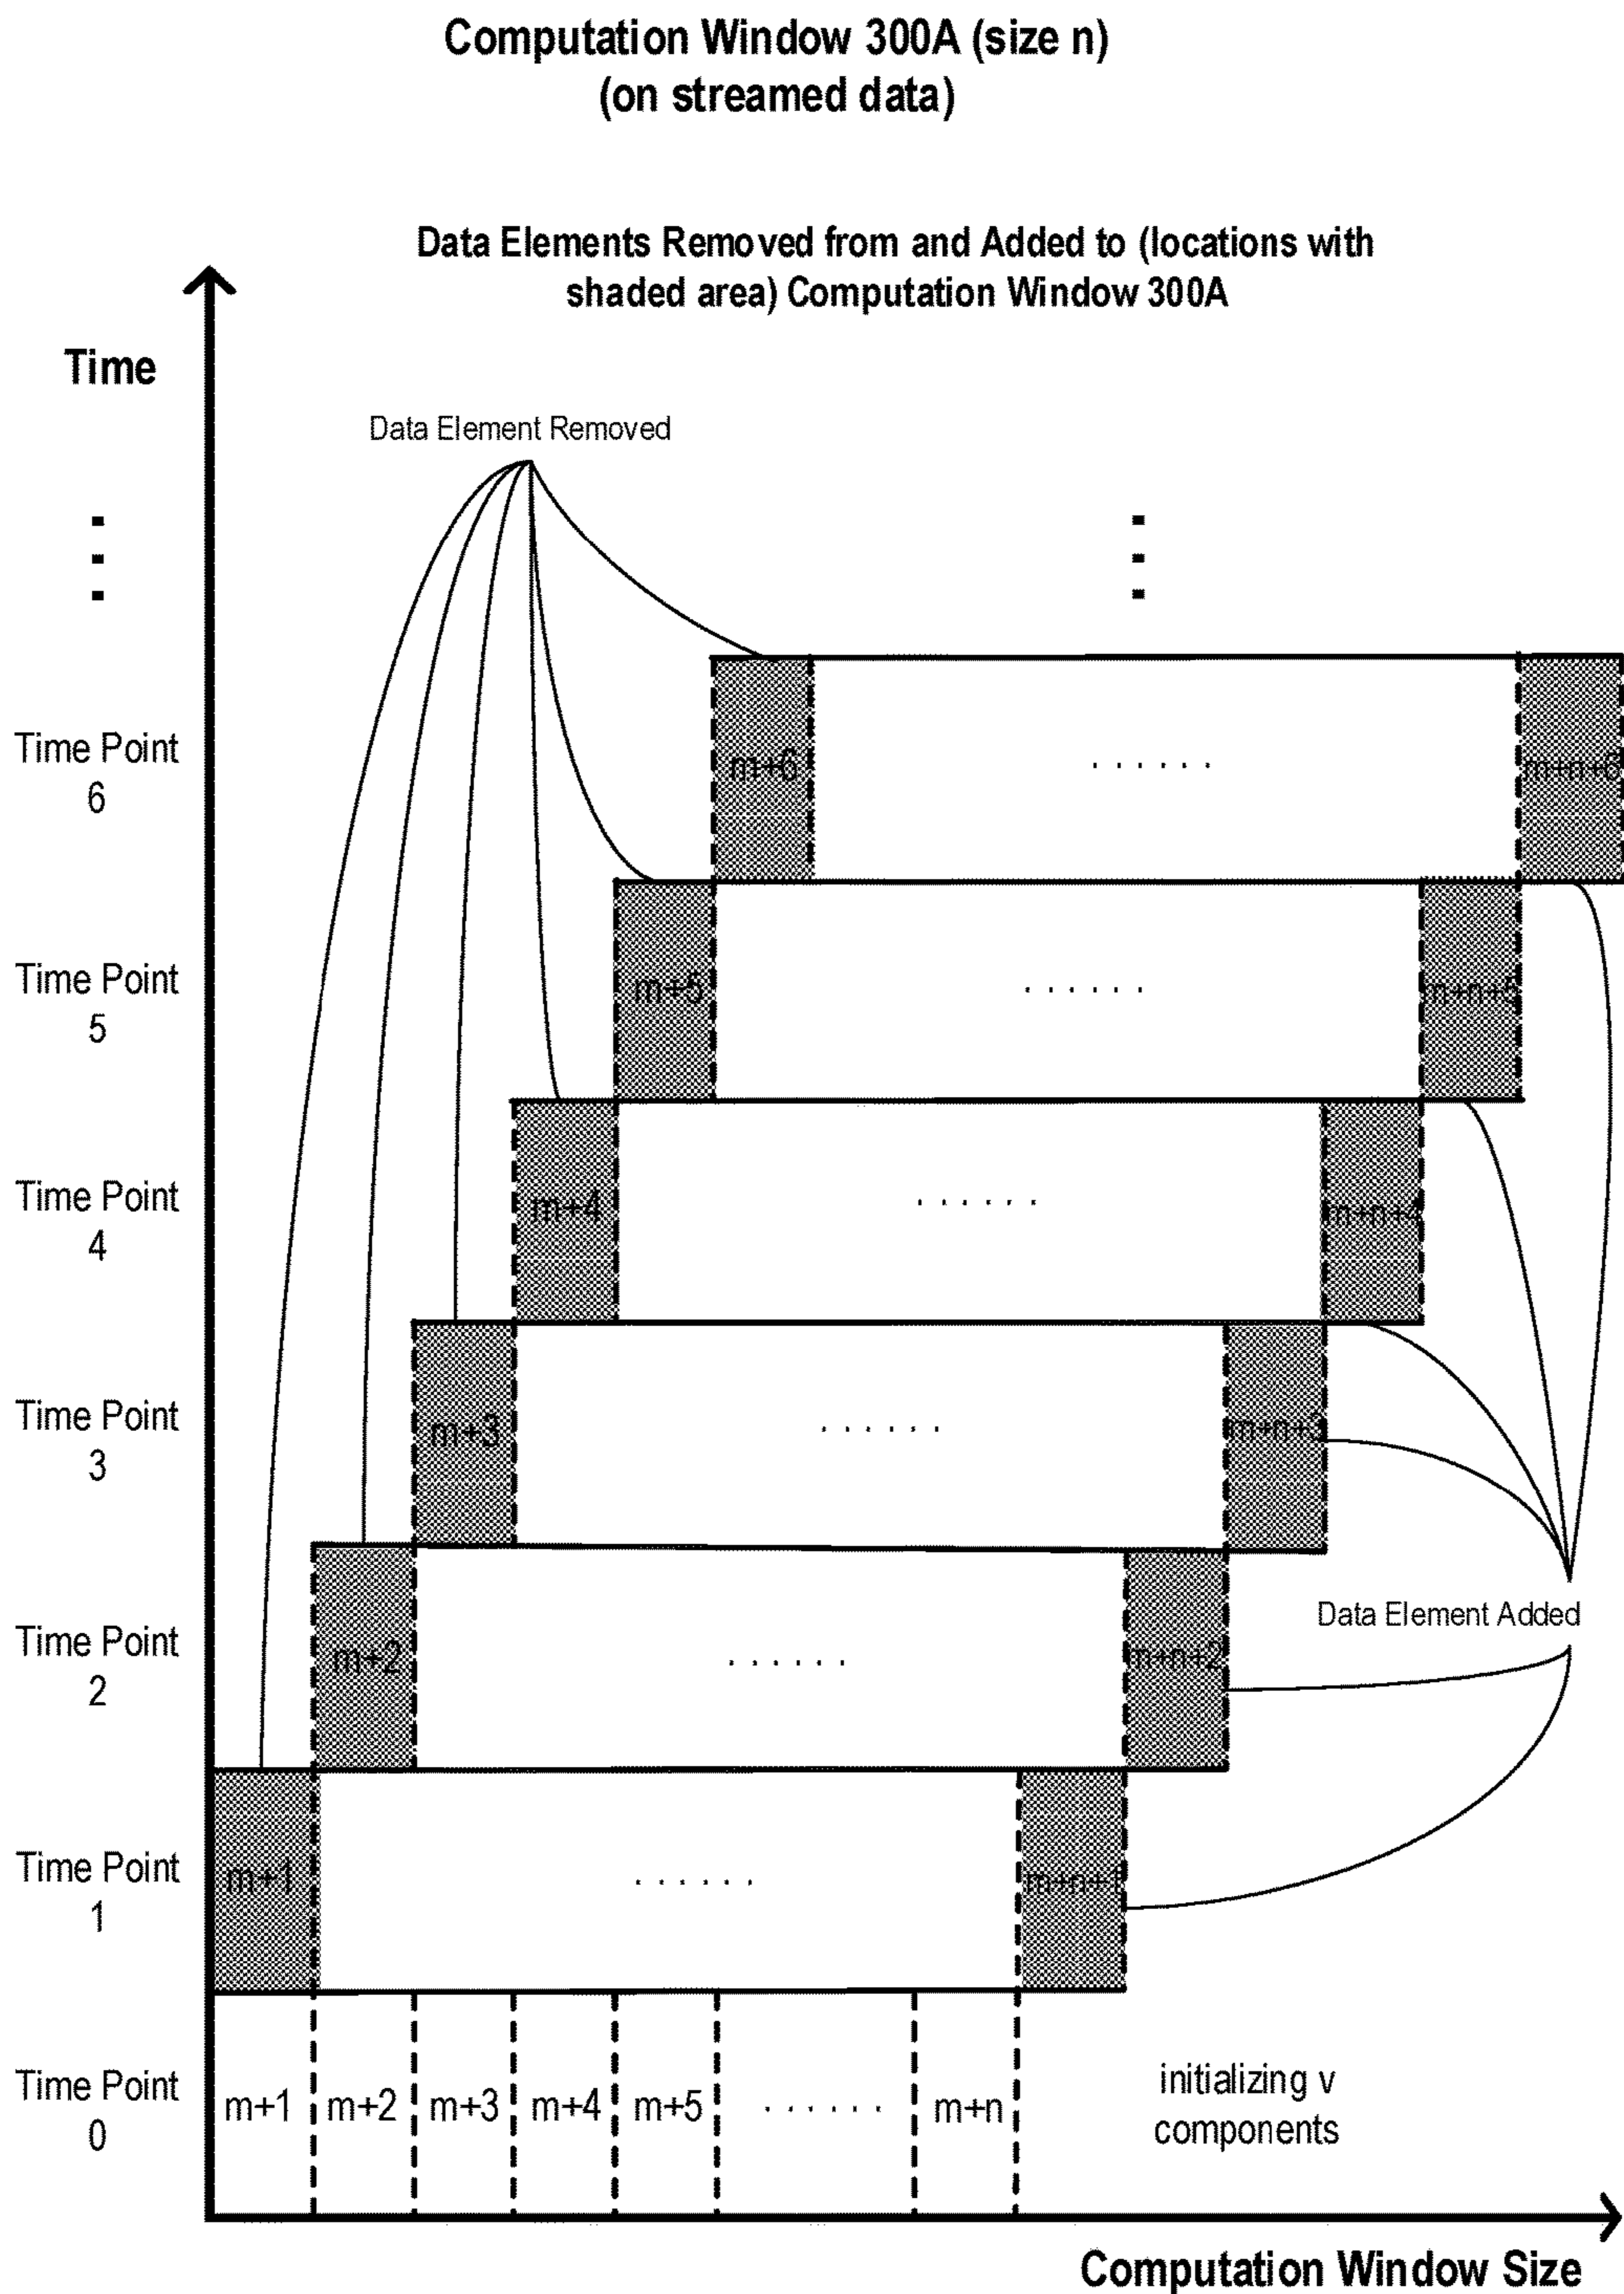 Computation Window 300A (size n)
(on streamed data)
Data Elements Removed from and Added to (locations with
shaded area) Computation Window 300A
Time
Data Element Removed
Time Point
6
m+6
......
m+n+6
Time Point
5
m+5
......
m+n+5
Time Point
4
m+4
......
m+n+4
Time Point
3
m+3
......
m+n+3
Data Element Added
Time Point
2
m+2
......
m+n+2
Time Point
1
m+1
......
m+n+1
Time Point
0
m+1 m+2 m+3 m+4 m+5 ...... m+n
initializing v
components
Computation Window Size